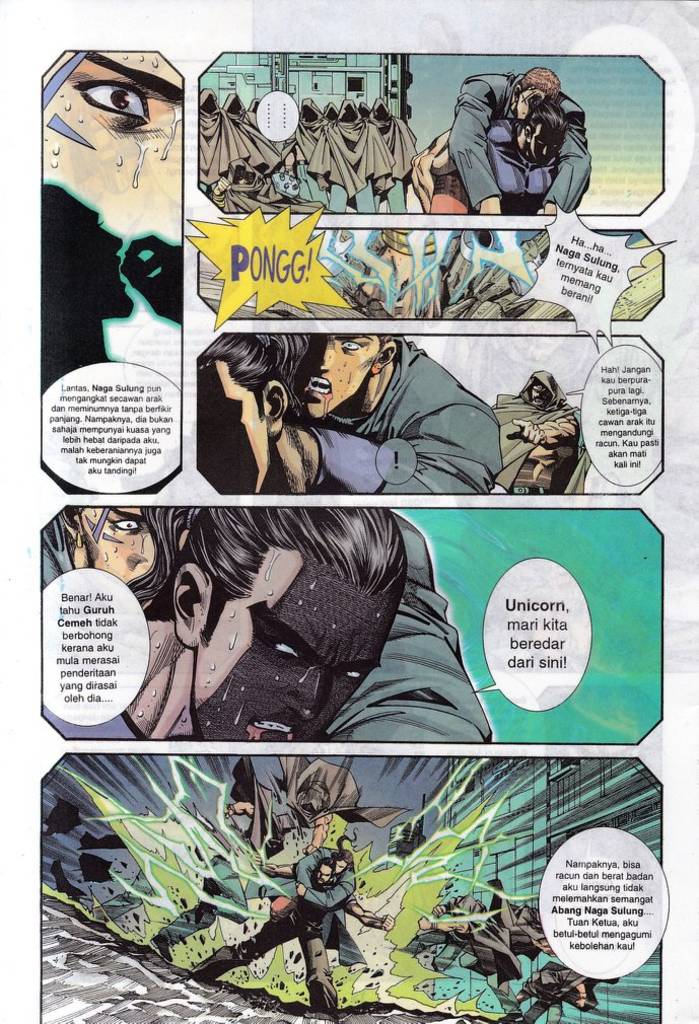 .......
PONGG!
Ha...ha...
Naga Sulung,
ternyata kau
memang
berani!
Lantas, Naga Sulung pun
mengangkat secawan arak
dan meminumnya tanpa berfikir
panjang. Nampaknya, dia bukan
sahaja mempunyai kuasa yang
lebih hebat daripada aku,
malah keberaniannya juga
tak mungkin dapat
aku tandingi!
!
Hah! Jangan
kau berpura-
pura lagi.
Sebenarnya,
ketiga-tiga
cawan arak itu
mengandungi
racun. Kau pasti
akan mati
kali ini!
Benar! Aku
tahu Guruh
Cemeh tidak
berbohong
kerana aku
mula merasai
penderitaan
yang dirasai
oleh dia....
Unicorn,
mari kita
beredar
dari sini!
Nampaknya, bisa
racun dan berat badan
aku langsung tidak
melemahkan semangat
Abang Naga Sulung....
Tuan Ketua, aku
betul-betul mengagumi
kebolehan kau!